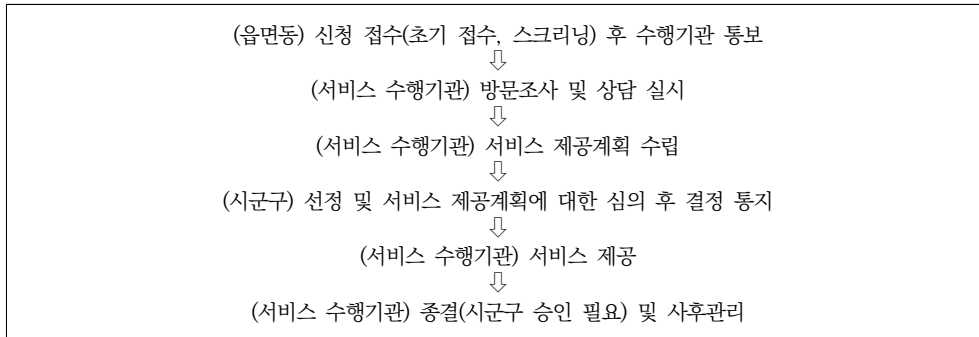 (읍면동) 신청 접수(초기 접수, 스크리닝) 후 수행기관 통보
⇩
(서비스 수행기관) 방문조사 및 상담 실시
⇩
(서비스 수행기관) 서비스 제공계획 수립
⇩
(시군구) 선정 및 서비스 제공계획에 대한 심의 후 결정 통지
⇩
(서비스 수행기관) 서비스 제공
⇩
(서비스 수행기관) 종결(시군구 승인 필요) 및 사후관리